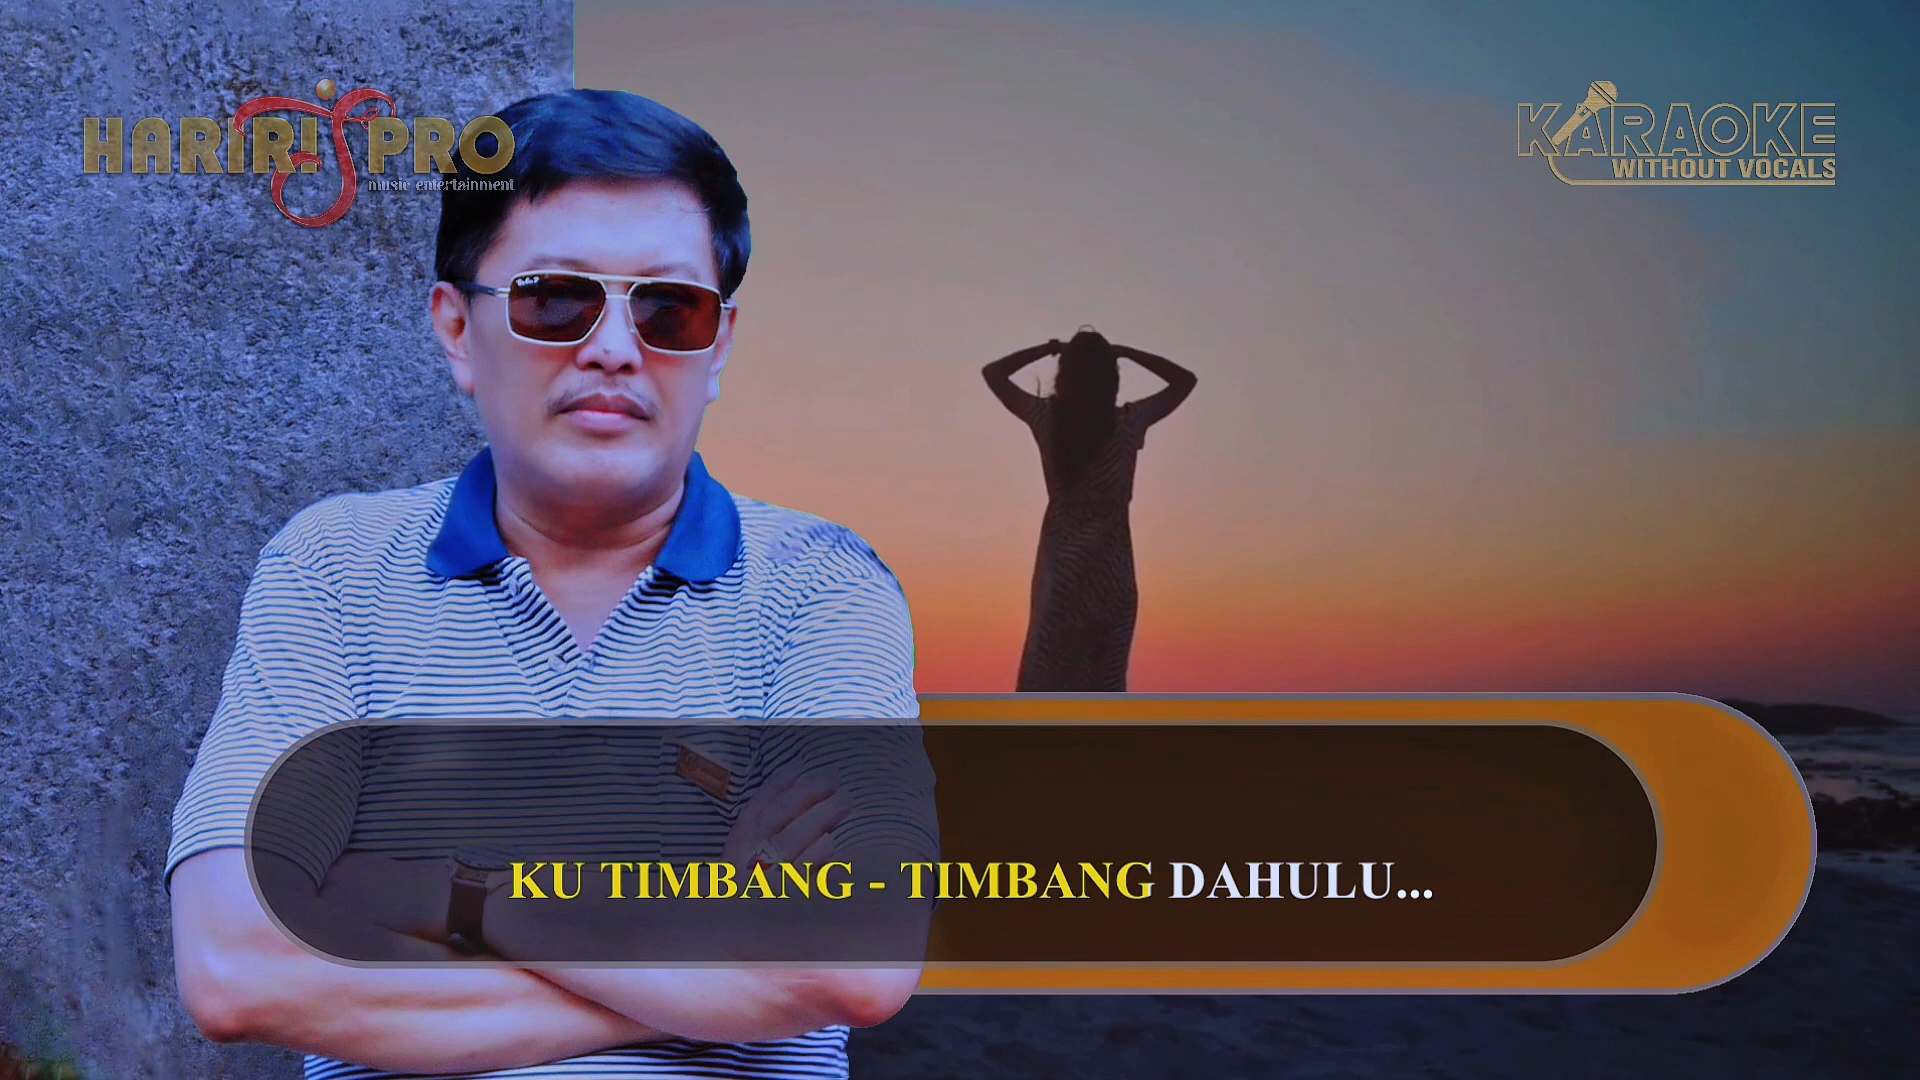 HARIRI PRO
music entertainment
KARAOKE
WITHOUT VOCALS
KU TIMBANG - TIMBANG DAHULU...